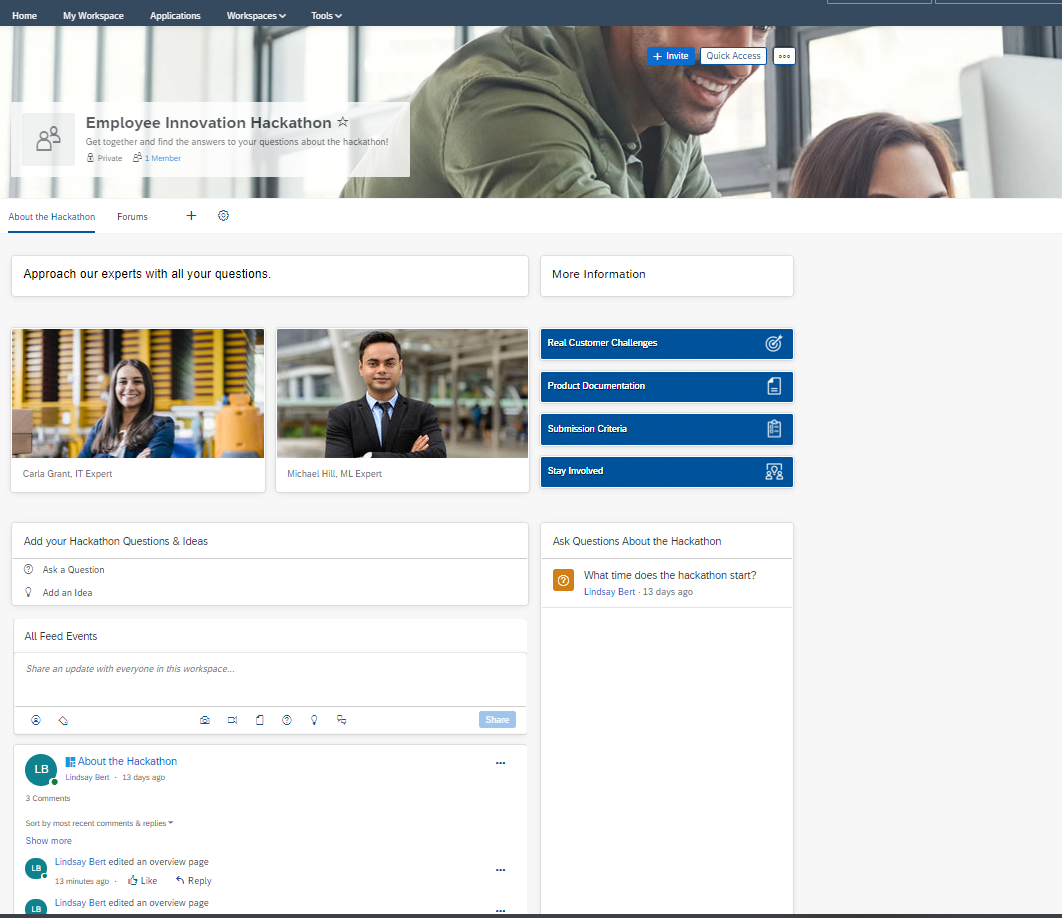 Home My Workspace Applications Workspaces Tools
+ Invite Quick Access
Employee Innovation Hackathon
Get together and find the answers to your questions about the hackathon!
Private 1 Member
About the Hackathon Forums
Approach our experts with all your questions.
More Information
Real Customer Challenges
Product Documentation
Submission Criteria
Stay Involved
Carla Grant, IT Expert
Michael Hill, ML Expert
Add your Hackathon Questions & Ideas
Ask a Question
Add an Idea
Ask Questions About the Hackathon
What time does the hackathon start?
Lindsay Bert · 13 days ago
All Feed Events
Share an update with everyone in this workspace...
Share
LB
About the Hackathon
Lindsay Bert · 13 days ago
3 Comments
Sort by most recent comments & replies
Show more
LB
Lindsay Bert edited an overview page
13 minutes ago · Like Reply
LB
Lindsay Bert edited an overview page